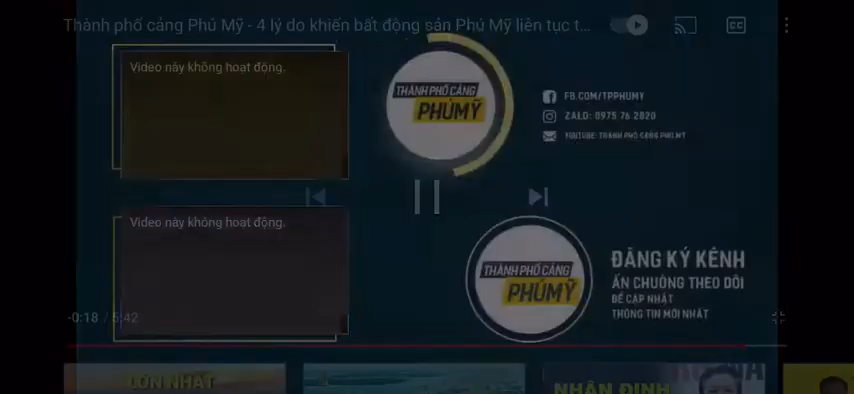 Thành phố cảng Phú Mỹ - 4 lý do khiến bất động sản Phú Mỹ liên tục t...
CC
Video này không hoạt động.
THÀNH PHỐ CẢNG
PHÚ MỸ
FB.COM/TPPHUMY
ZALO: 0975 76 2820
YOUTUBE: THÀNH PHỐ CẢNG PHÚ MỸ
Video này không hoạt động.
THÀNH PHỐ CẢNG
PHÚ MỸ
ĐĂNG KÝ KÊNH
ẤN CHUÔNG THEO DÕI
ĐỂ CẬP NHẬT
THÔNG TIN MỚI NHẤT
-0:18 / 5:42
LỚN NHẤT
NHẬN ĐỊNH